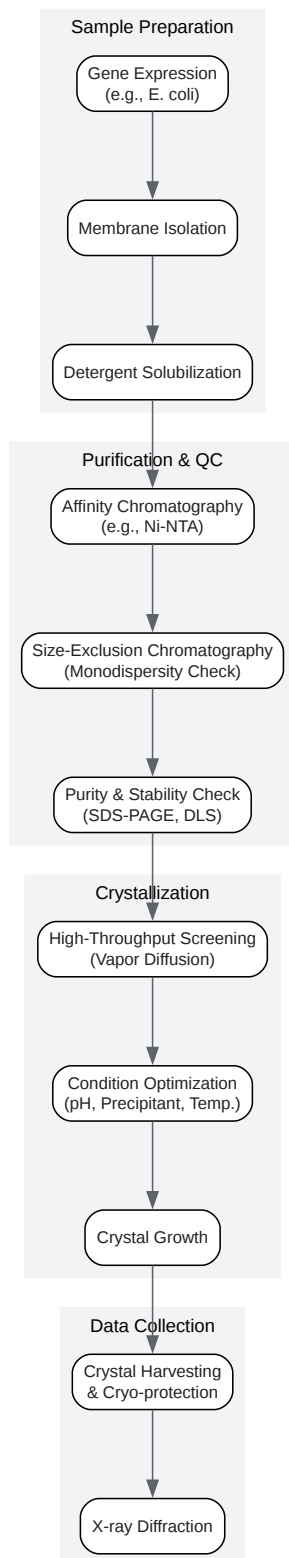 Sample Preparation
Gene Expression
(e.g., E. coli)
Membrane Isolation
Detergent Solubilization
Purification & QC
Affinity Chromatography
(e.g., Ni-NTA)
Size-Exclusion Chromatography
(Monodispersity Check)
Purity & Stability Check
(SDS-PAGE, DLS)
Crystallization
High-Throughput Screening
(Vapor Diffusion)
Condition Optimization
(pH, Precipitant, Temp.)
Crystal Growth
Data Collection
Crystal Harvesting
& Cryo-protection
X-ray Diffraction